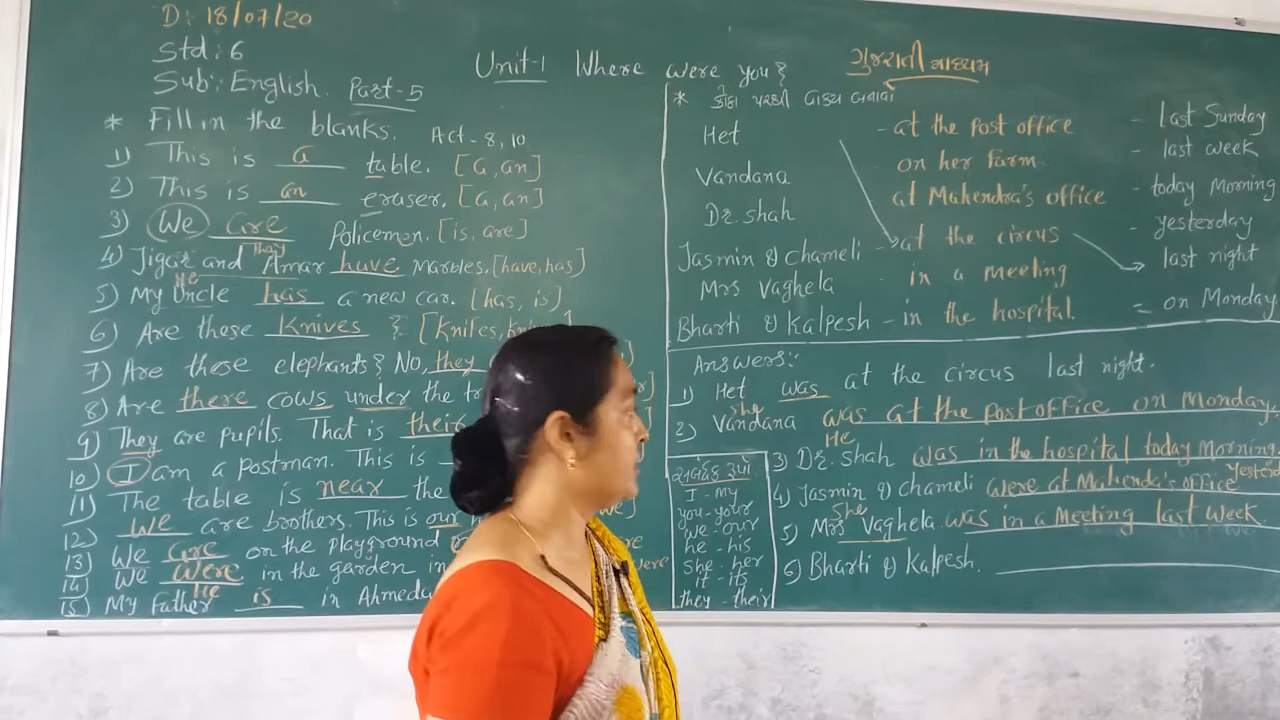 D: 18/07/20
Std: 6
Sub: English. Part-5
Unit-1 Where were you?
ગુજરાતી માધ્યમ
* Fill in the blanks. Act-8, 10
1) This is a table. [a, an]
2) This is an eraser. [a, an]
3) We are Policemen. [is, are]
They
4) Jigar and Amar have Marbles. [have, has]
He
5) My Uncle has a new car. [has, is]
6) Are these Knives ? [Knifes,
7) Are these elephants? No, they
8) Are there cows under the
9) They are pupils. That is their
10) I am a postman. This is
11) The table is near the
12) We are brothers. This is our
13) We are on the playground
14) We were in the garden in
He
15) My Father is in
* કોઠા પરથી વાક્ય બનાવો
Het - at the post office - last Sunday
Vandana on her farm - last week
Dr. shah at Mahendra's office - today Morning
Jasmin & Chameli - at the circus - yesterday
Mrs Vaghela in a meeting last night
Bharti & Kalpesh - in the hospital. = on Monday
Answers:
1) Het was at the circus last night.
she
2) Vandana was at the post office on Monday.
He
3) Dr. Shah was in the hospital today Morning.
4) Jasmin & Chameli were at Mahenda's office
She
5) Mrs Vaghela was in a Meeting last Week.
6) Bharti & Kalpesh.
રૂપો
I - my
you - your
we - our
he - his
she - her
it - its
they - their